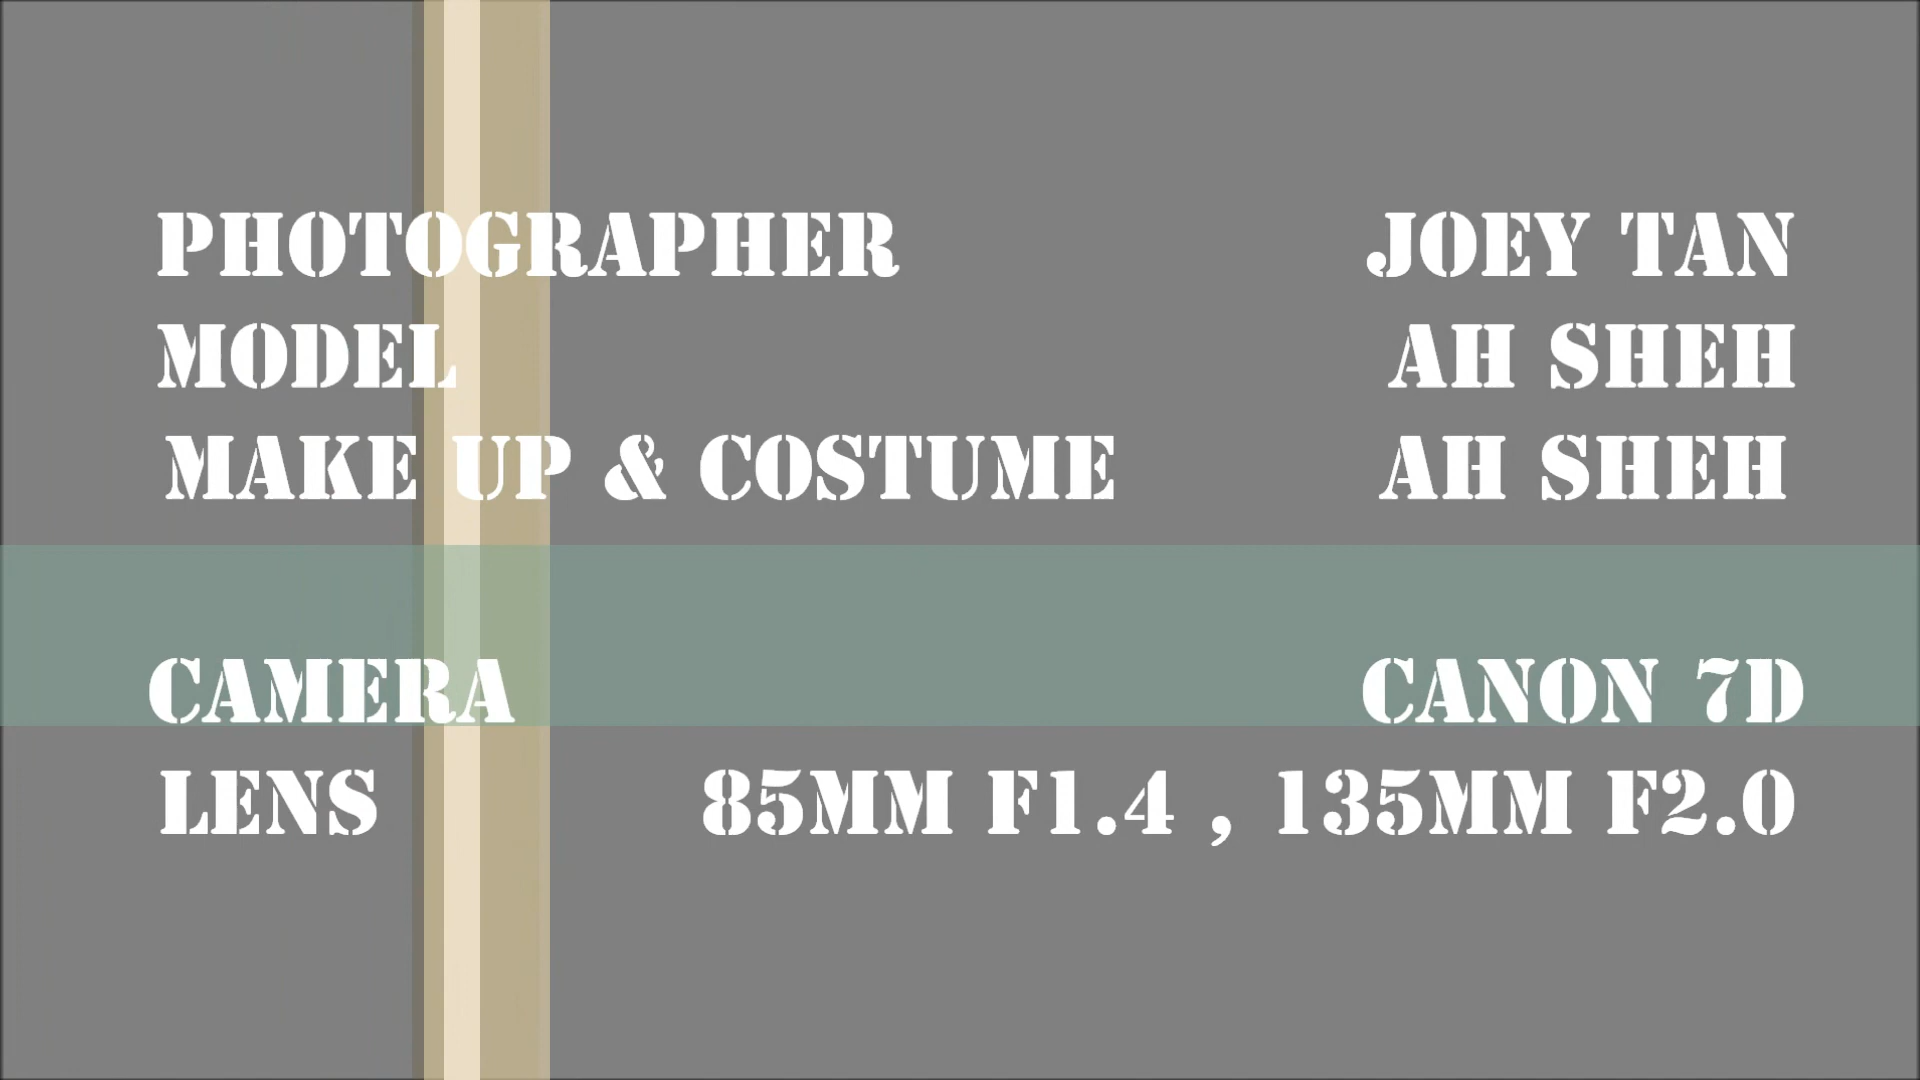 PHOTOGRAPHER JOEY TAN
MODEL AH SHEH
MAKE UP & COSTUME AH SHEH
CAMERA CANON 7D
LENS 85MM F1.4 , 135MM F2.0